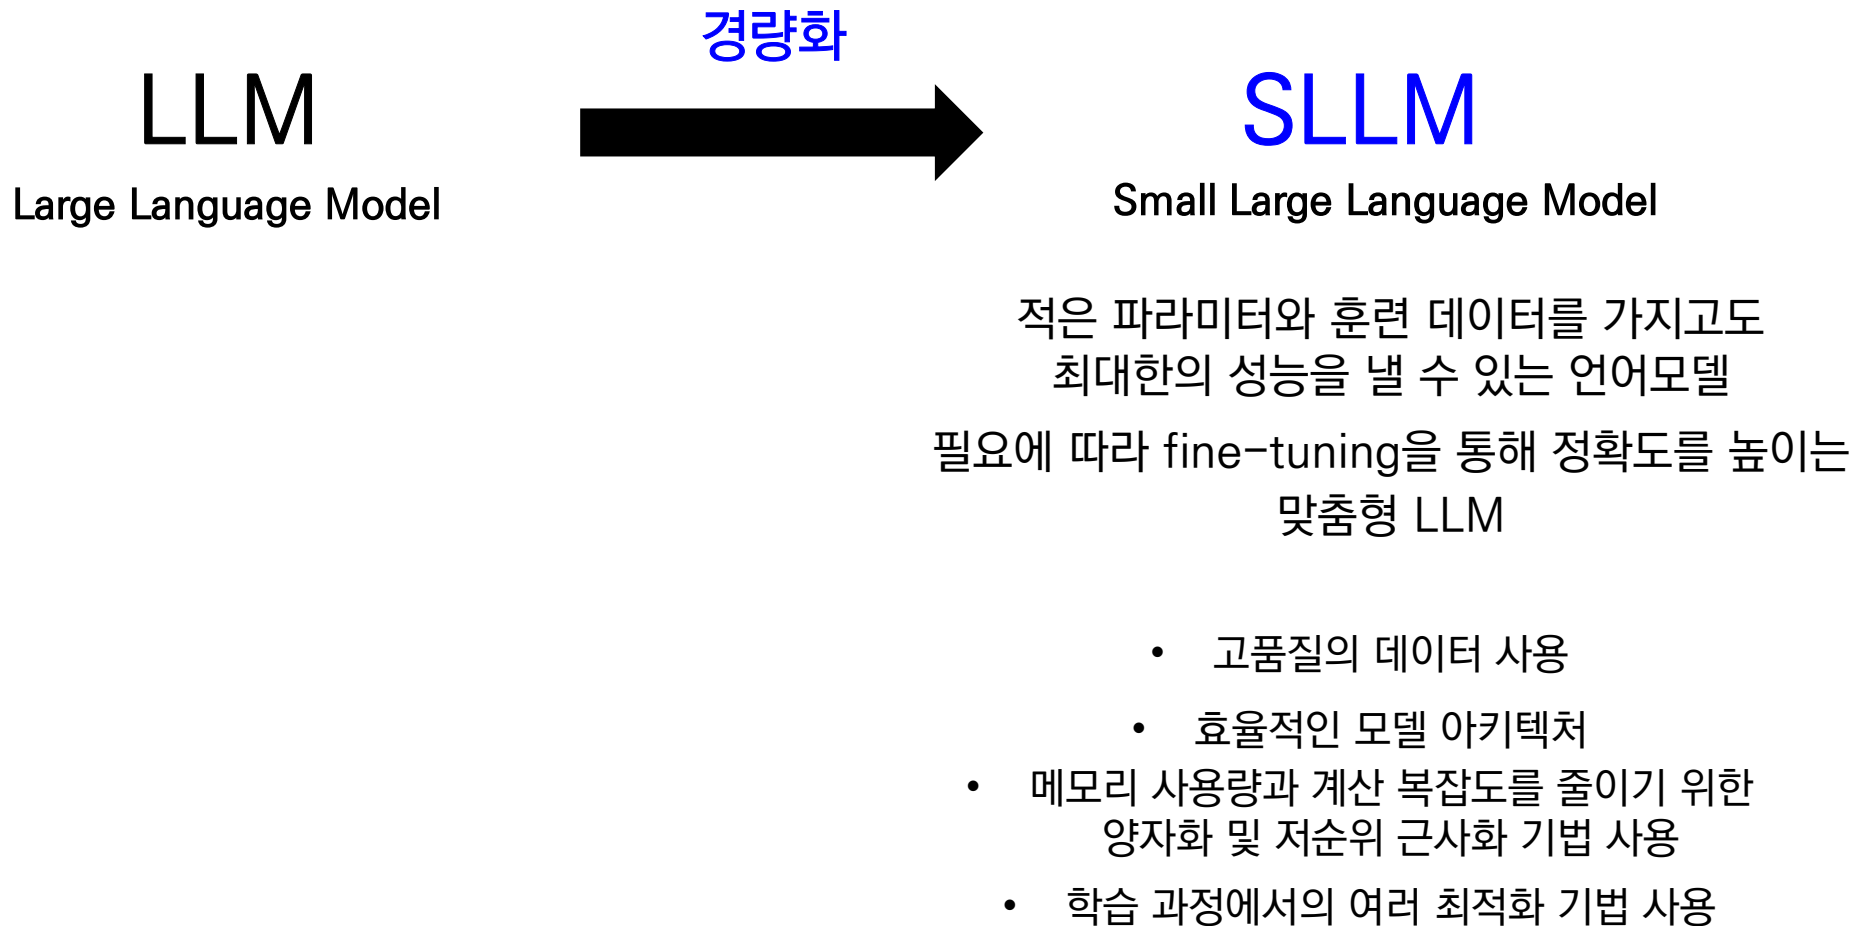 경량화
LLM
SLLM
Large Language Model
Small Large Language Model
적은 파라미터와 훈련 데이터를 가지고도
최대한의 성능을 낼 수 있는 언어모델
필요에 따라 fine-tuning을 통해 정확도를 높이는
맞춤형 LLM
• 고품질의 데이터 사용
• 효율적인 모델 아키텍처
• 메모리 사용량과 계산 복잡도를 줄이기 위한
양자화 및 저순위 근사화 기법 사용
• 학습 과정에서의 여러 최적화 기법 사용